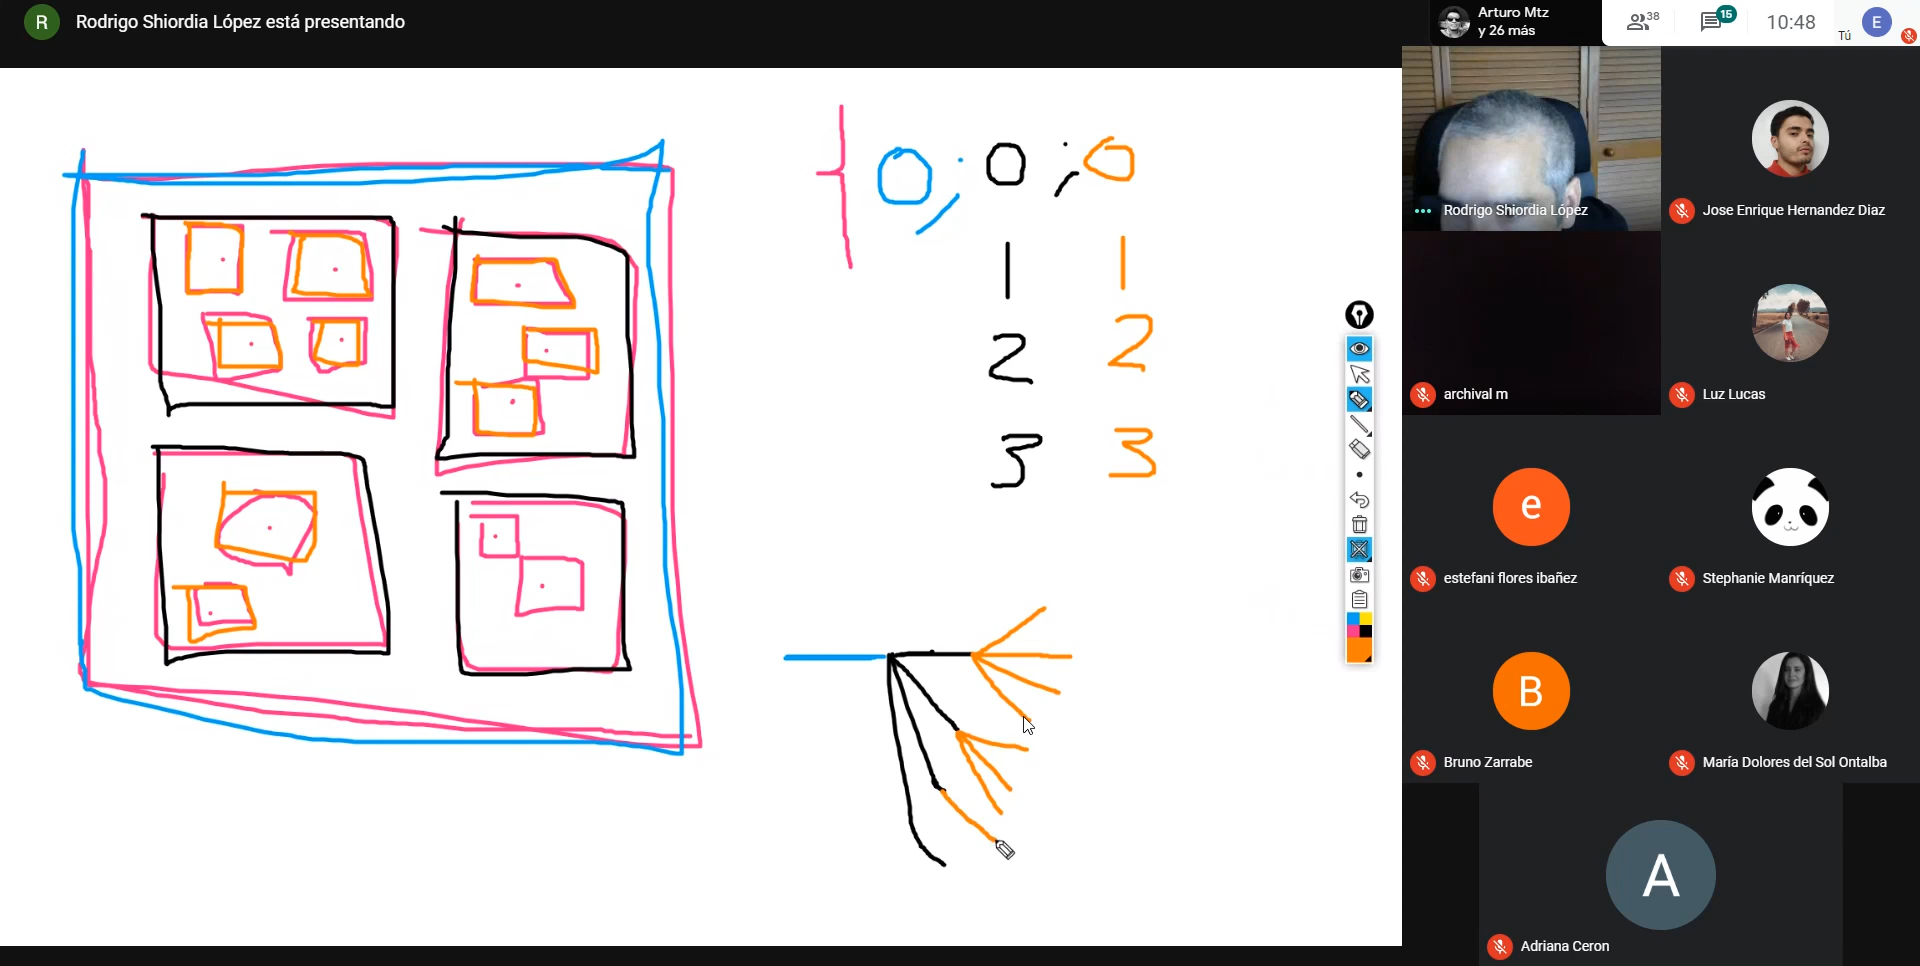 R Rodrigo Shiordia López está presentando
Arturo Mtz
y 26 más
38
15
10:48
Tú
E
0; 0; 0
1 1
2 2
3 3
Rodrigo Shiordia López
Jose Enrique Hernandez Diaz
archival m
Luz Lucas
e
estefani flores ibañez
Stephanie Manríquez
B
Bruno Zarrabe
María Dolores del Sol Ontalba
A
Adriana Ceron